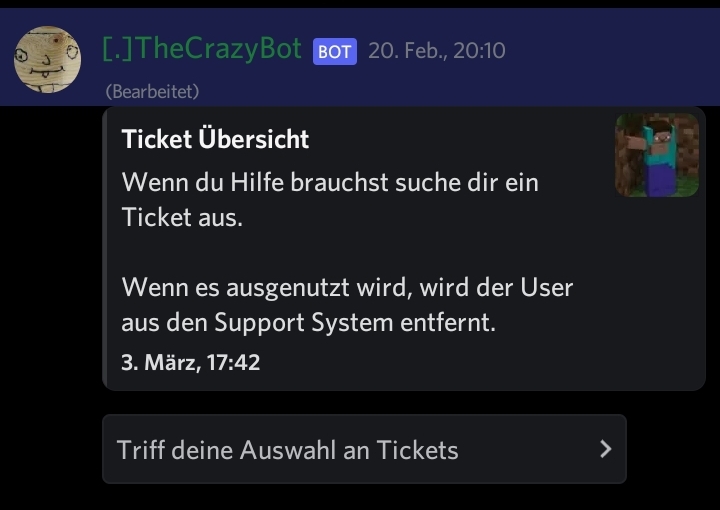 [.]TheCrazyBot BOT 20. Feb., 20:10
(Bearbeitet)
Ticket Übersicht
Wenn du Hilfe brauchst suche dir ein
Ticket aus.
Wenn es ausgenutzt wird, wird der User
aus den Support System entfernt.
3. März, 17:42
Triff deine Auswahl an Tickets